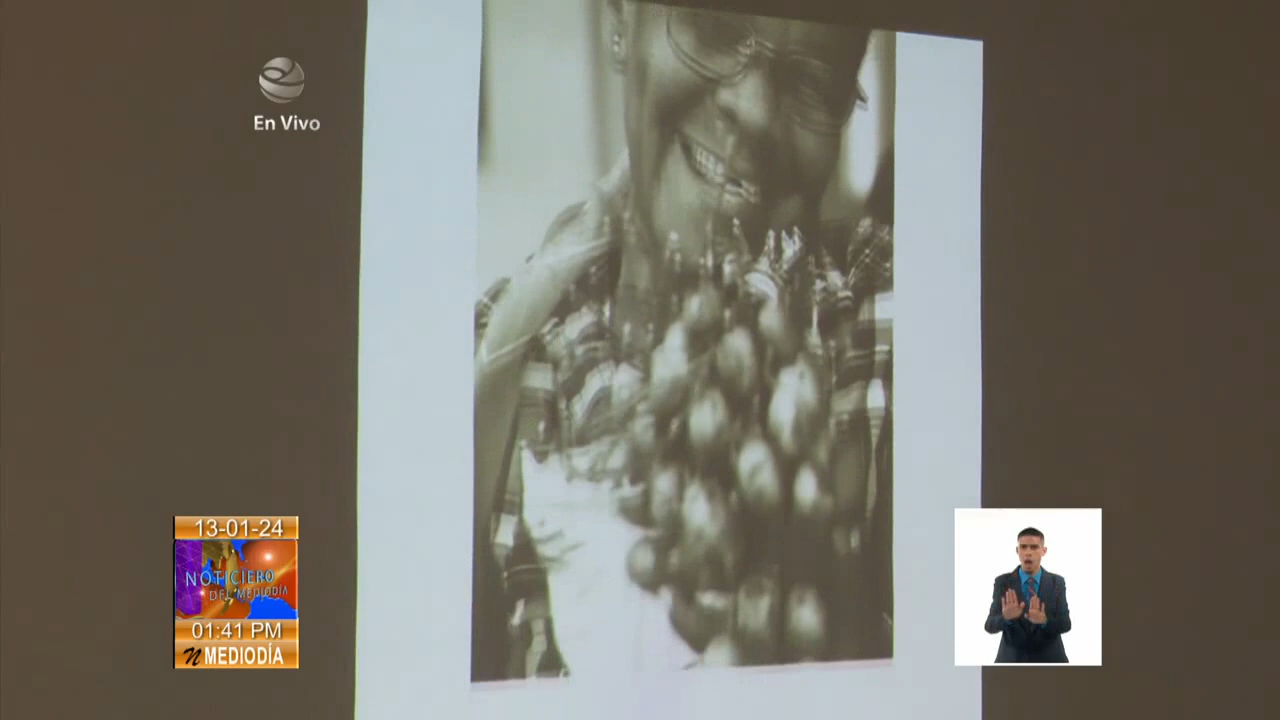 En Vivo
13-01-24
NOTICIERO
DEL MEDIODÍA
01:41 PM
n MEDIODÍA